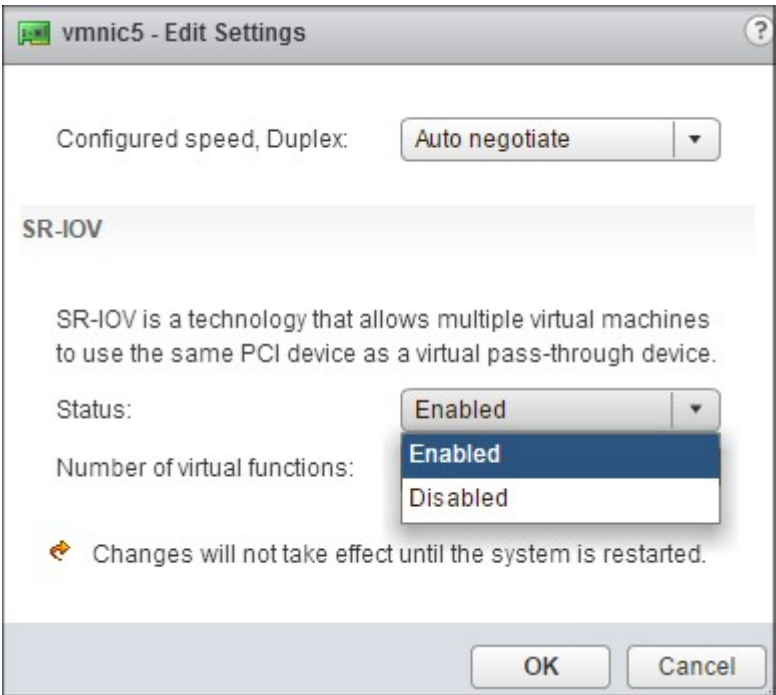 vmnic5 - Edit Settings
?
Configured speed, Duplex: Auto negotiate
SR-IOV
SR-IOV is a technology that allows multiple virtual machines
to use the same PCI device as a virtual pass-through device.
Status: Enabled
Enabled
Number of virtual functions:
Disabled
Changes will not take effect until the system is restarted.
OK Cancel